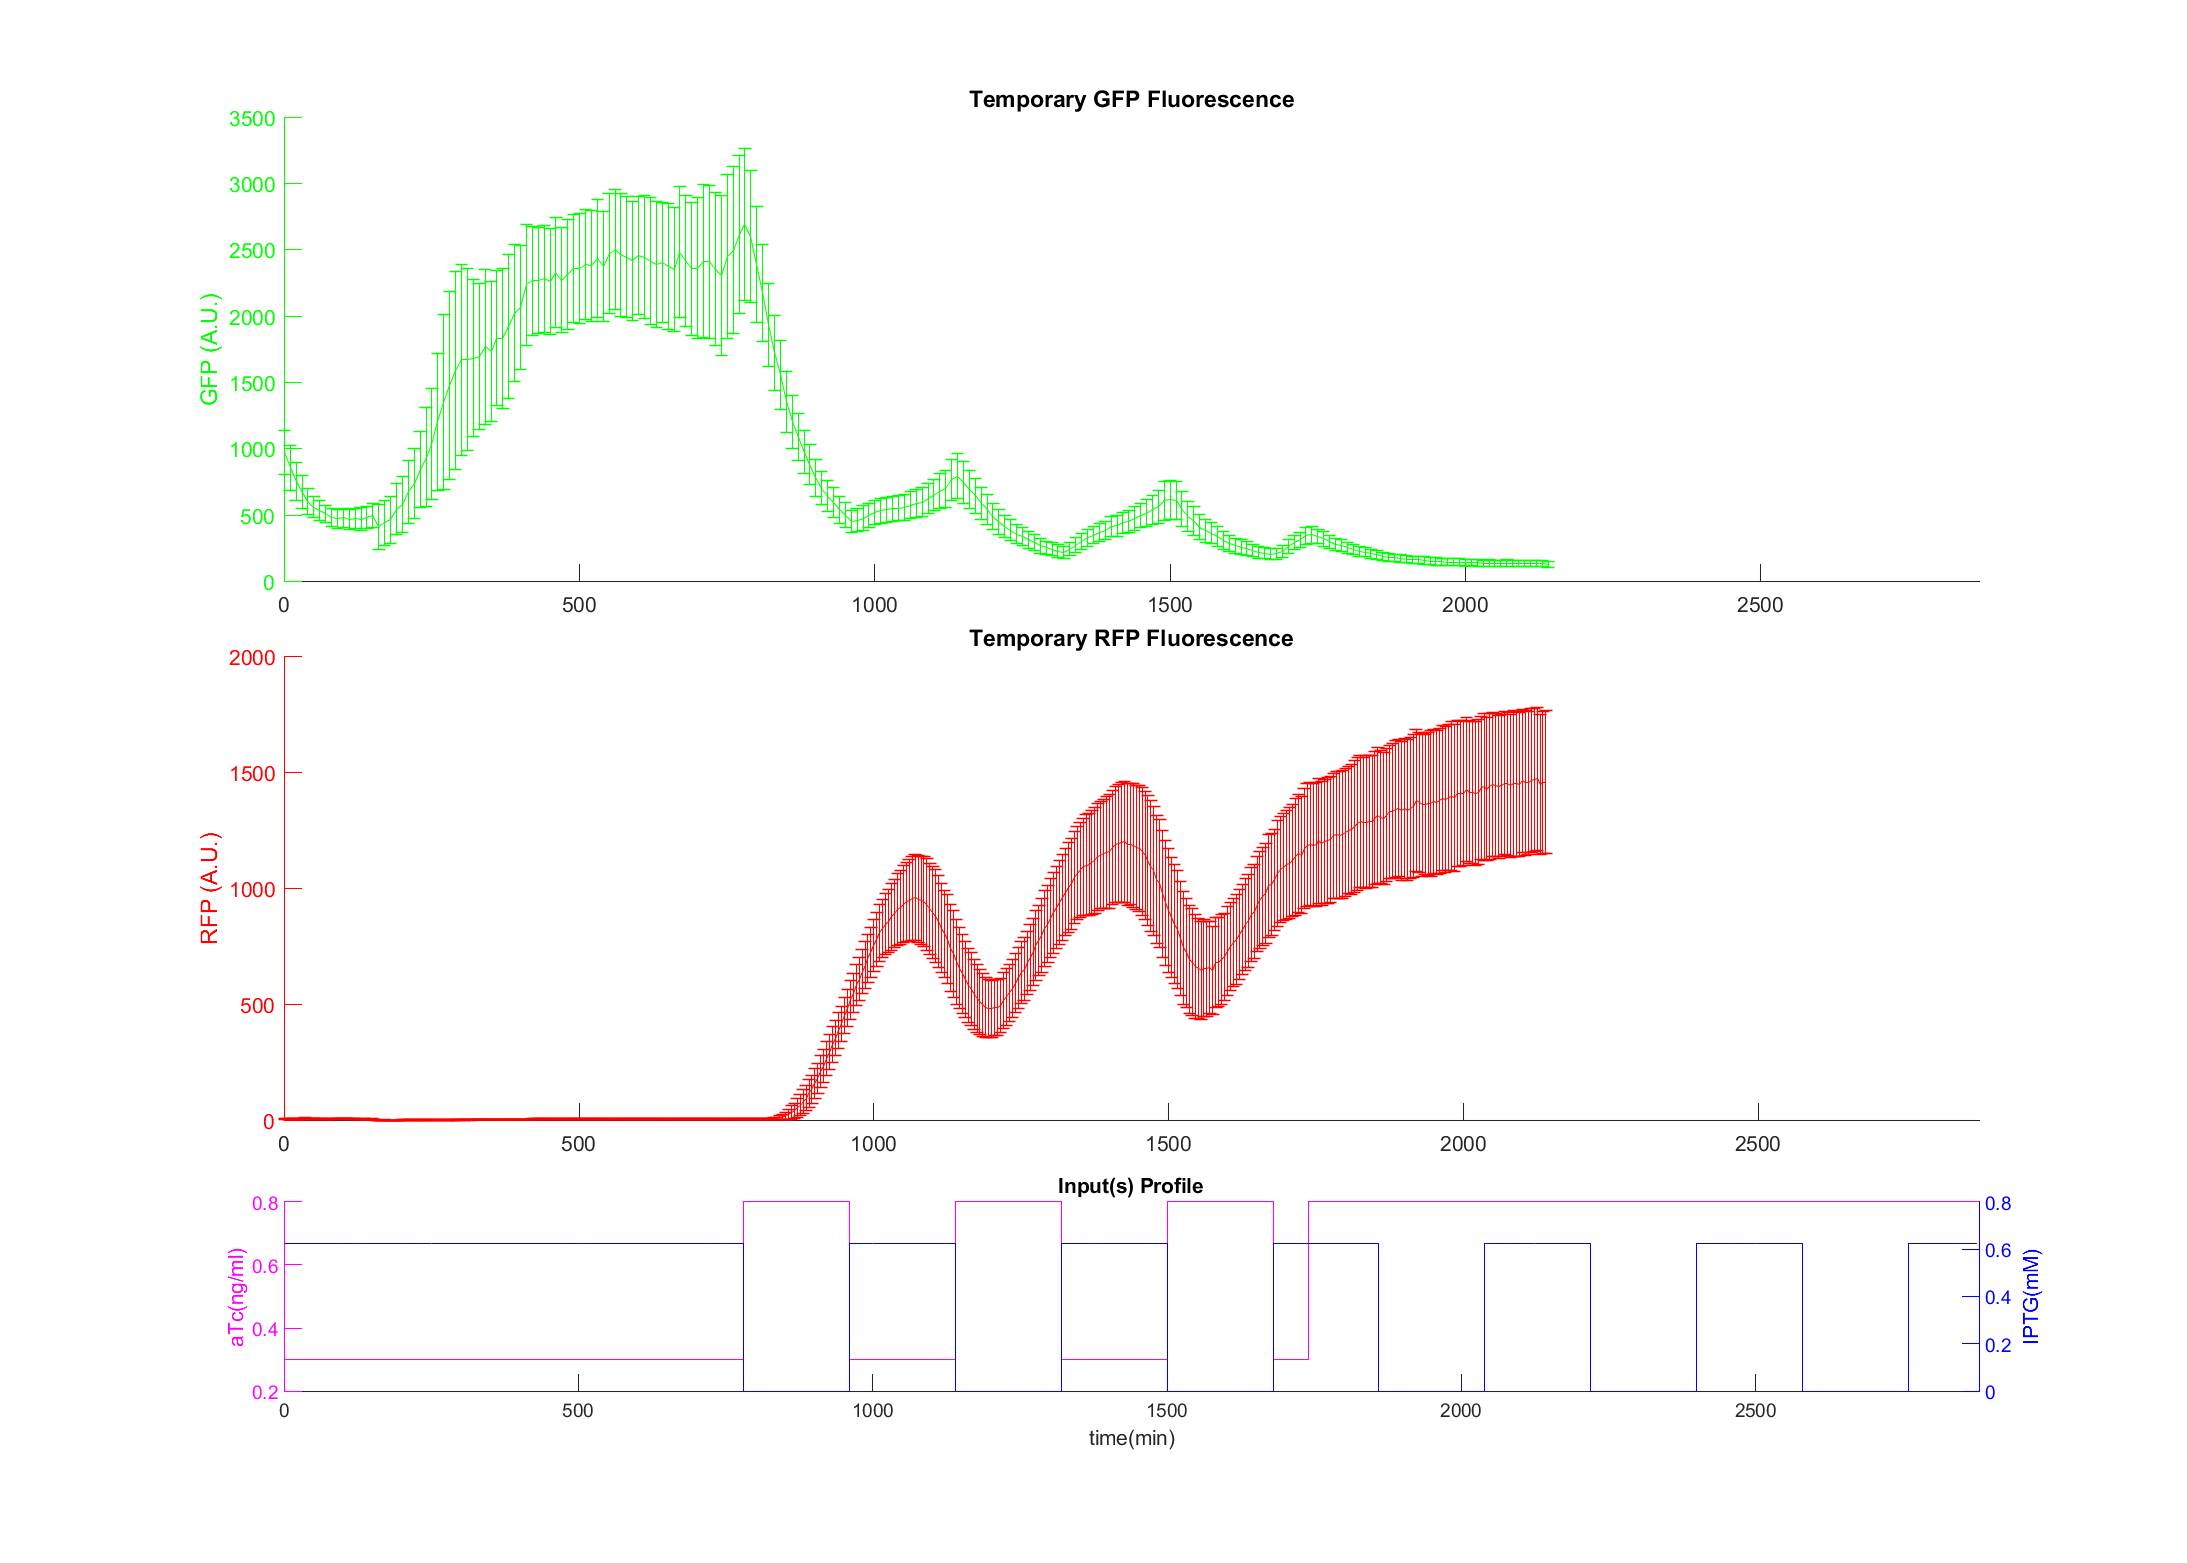 Temporary GFP Fluorescence
3500
3000
2500
2000
1500
1000
500
0
GFP (A.U.)
0 500 1000 1500 2000 2500
Temporary RFP Fluorescence
2000
1500
1000
500
0
RFP (A.U.)
0 500 1000 1500 2000 2500
Input(s) Profile
0.8
0.6
0.4
0.2
aTc(ng/ml)
0.8
0.6
0.4
0.2
0
IPTG(mM)
0 500 1000 1500 2000 2500
time(min)